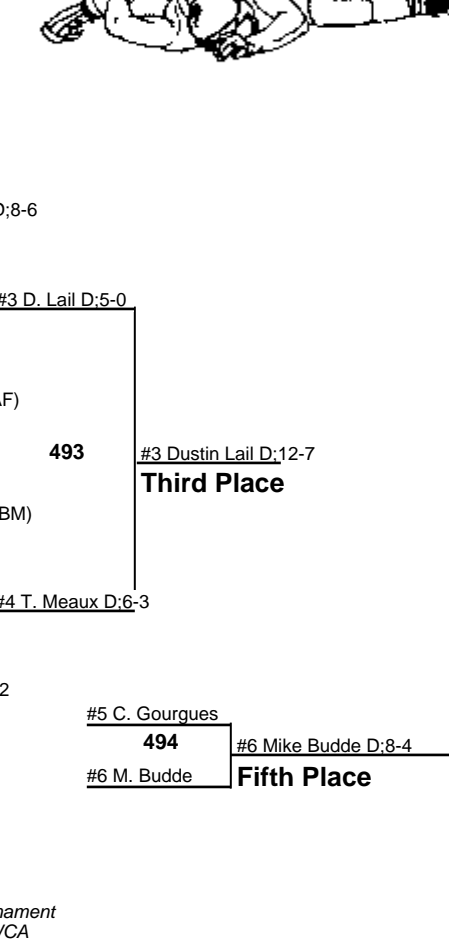 ;8-6
#3 D. Lail D;5-0
F)
493
#3 Dustin Lail D;12-7
Third Place
BM)
#4 T. Meaux D;6-3
2
#5 C. Gourgues
494
#6 Mike Budde D;8-4
#6 M. Budde
Fifth Place
nament
CA